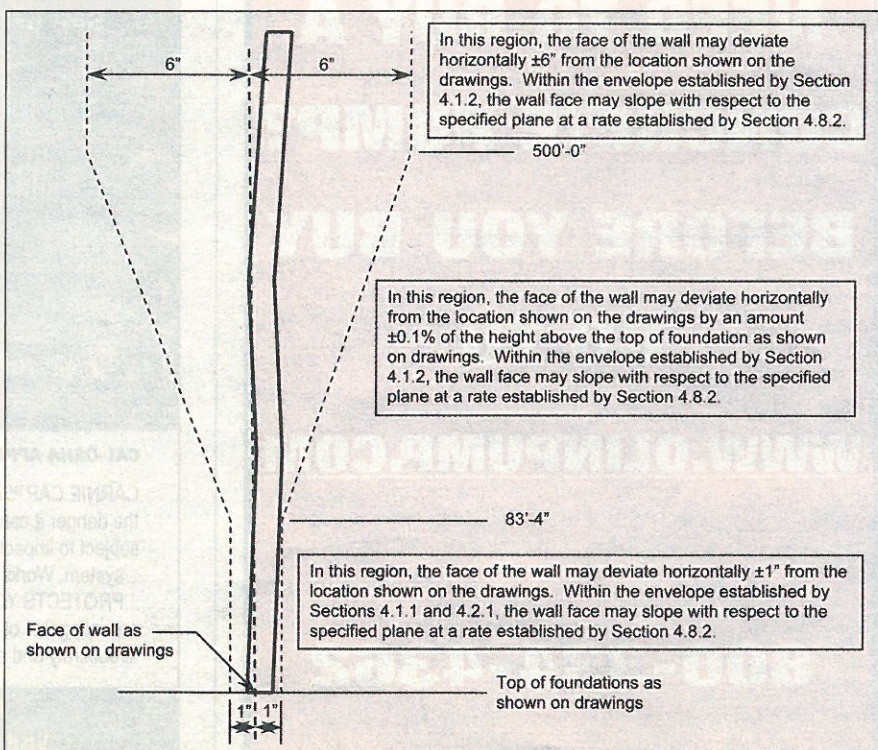 6"
6"
In this region, the face of the wall may deviate
horizontally ±6" from the location shown on the
drawings. Within the envelope established by Section
4.1.2, the wall face may slope with respect to the
specified plane at a rate established by Section 4.8.2.
500'-0"
In this region, the face of the wall may deviate horizontally
from the location shown on the drawings by an amount
±0.1% of the height above the top of foundation as shown
on drawings. Within the envelope established by Section
4.1.2, the wall face may slope with respect to the specified
plane at a rate established by Section 4.8.2.
83'-4"
In this region, the face of the wall may deviate horizontally ±1" from the
location shown on the drawings. Within the envelope established by
Sections 4.1.1 and 4.2.1, the wall face may slope with respect to the
specified plane at a rate established by Section 4.8.2.
Face of wall as
shown on drawings
Top of foundations as
shown on drawings
1"
1"